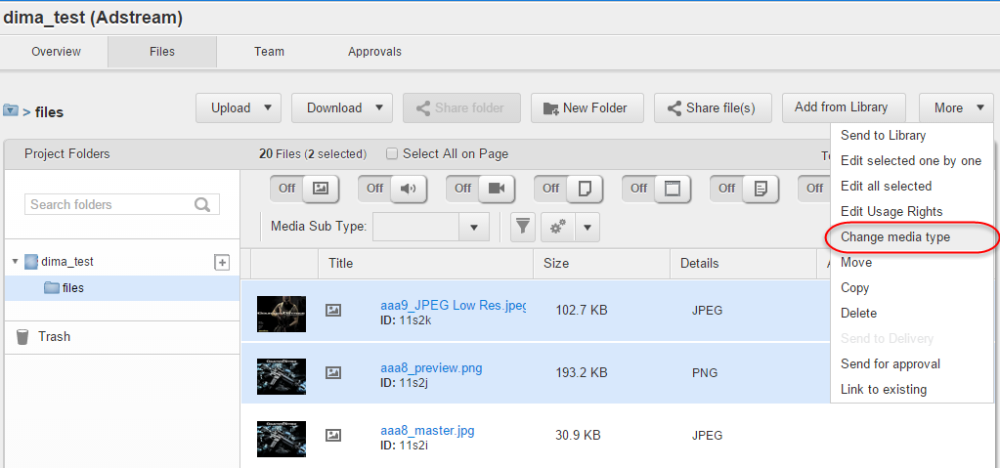 dima_test (Adstream)
Overview Files Team Approvals
> files
Upload Download Share folder New Folder Share file(s) Add from Library More
Send to Library
Edit selected one by one
Edit all selected
Edit Usage Rights
Change media type
Move
Copy
Delete
Send to Delivery
Send for approval
Link to existing
Project Folders
Search folders
dima_test
files
Trash
20 Files (2 selected) Select All on Page
Off Off Off Off Off Off Off
Media Sub Type:
Title Size Details
aaa9_JPEG Low Res.jpeg 102.7 KB JPEG
ID: 11s2k
aaa8_preview.png 193.2 KB PNG
ID: 11s2j
aaa8_master.jpg 30.9 KB JPEG
ID: 11s2i